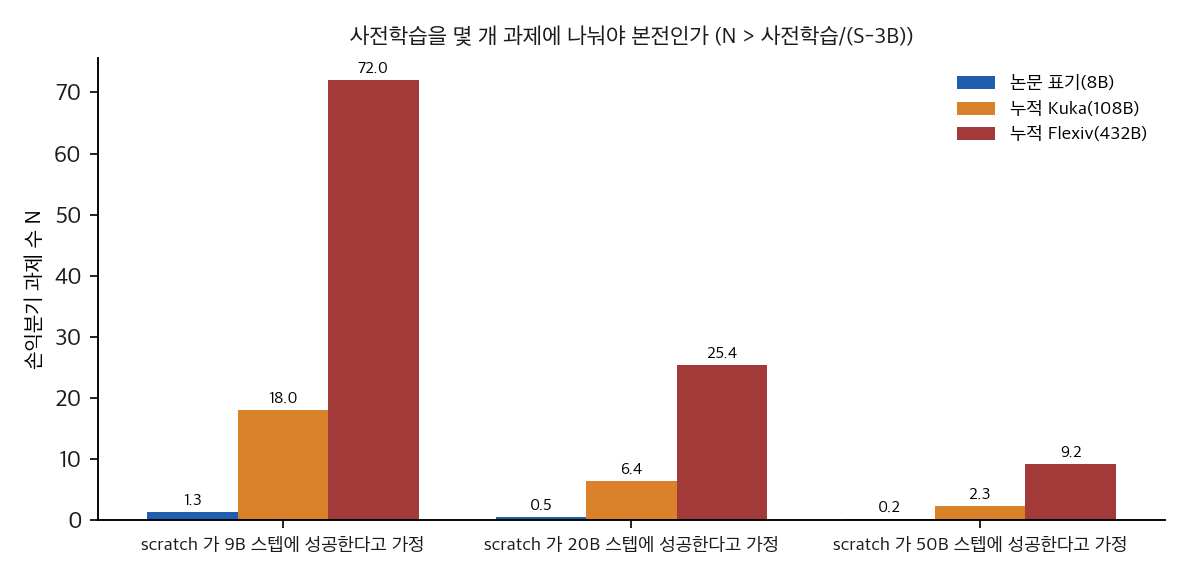 사전학습을 몇 개 과제에 나눠야 본전인가 (N > 사전학습/(S-3B))
논문 표기(8B)
누적 Kuka(108B)
누적 Flexiv(432B)
손익분기 과제 수 N
70
60
50
40
30
20
10
0
1.3
18.0
72.0
0.5
6.4
25.4
0.2
2.3
9.2
scratch 가 9B 스텝에 성공한다고 가정
scratch 가 20B 스텝에 성공한다고 가정
scratch 가 50B 스텝에 성공한다고 가정